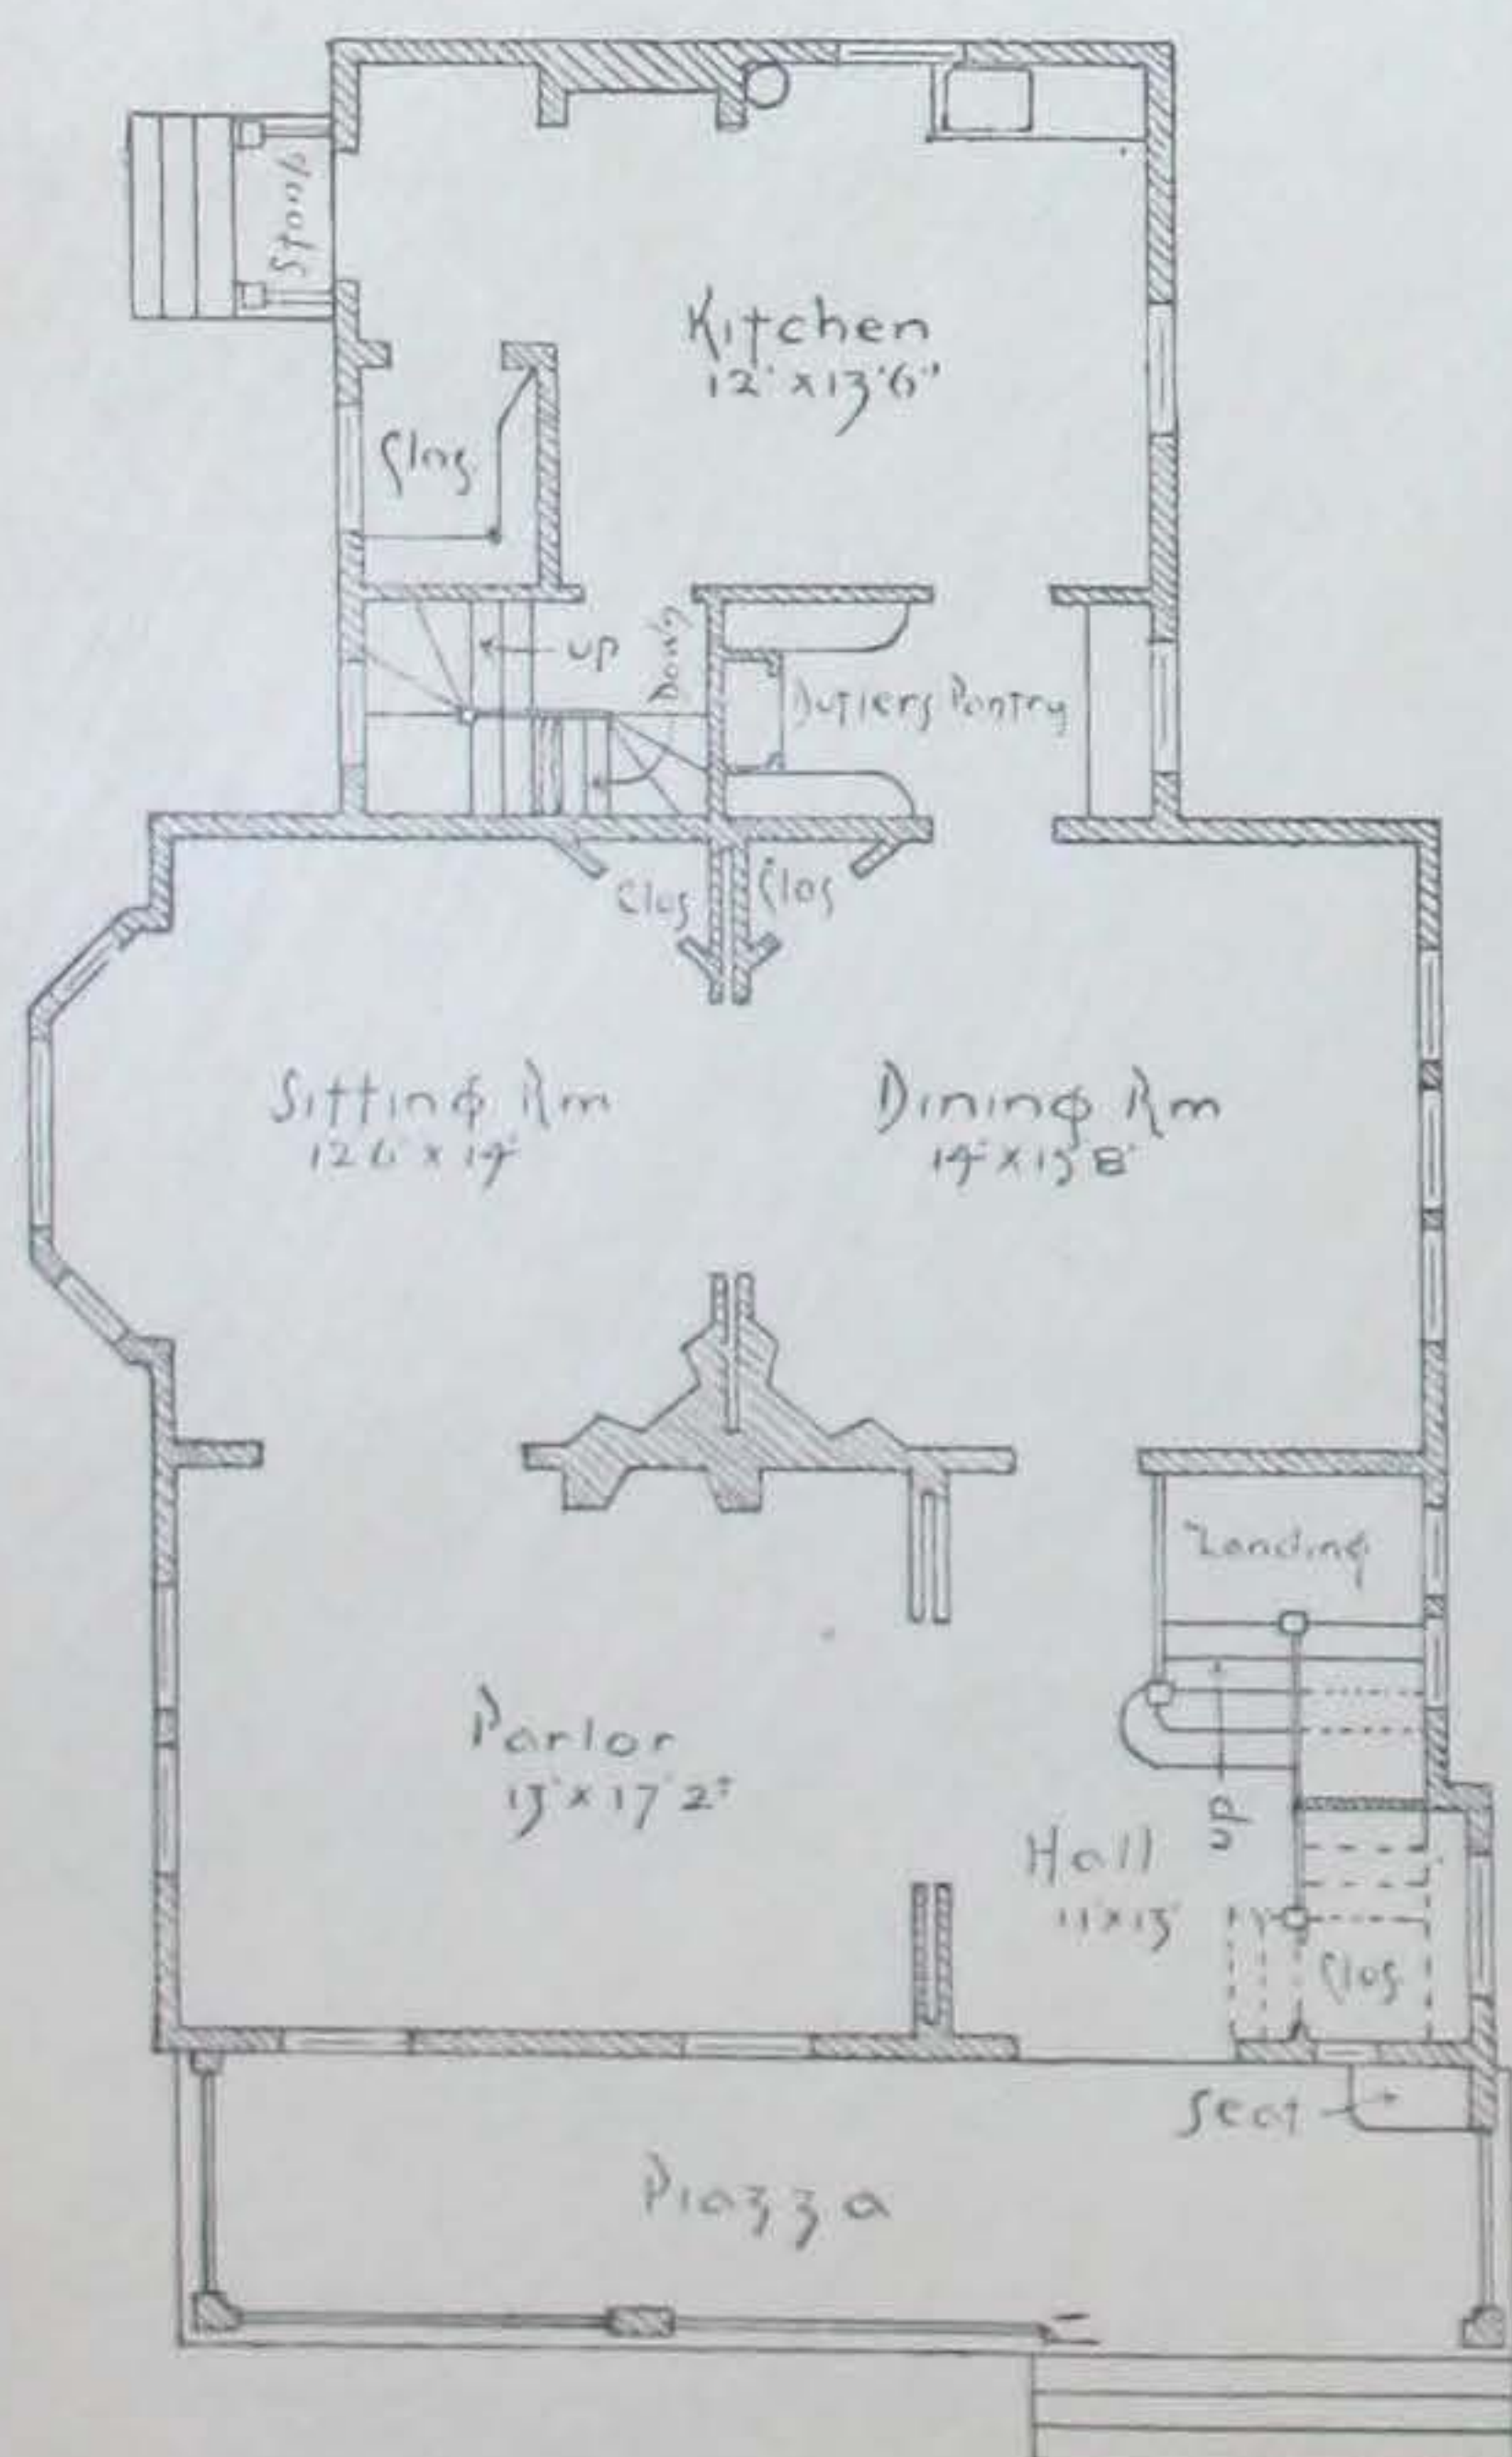 Stoop
Kitchen
12' x 13'6"
Clos
up
Down
Butlers Pantry
Clos
Clos
Sitting Rm
12'6" x 14'
Dining Rm
14' x 15'8"
Landing
Parlor
13' x 17'2"
up
Hall
11' x 13'
Clos
Seat
Piazza